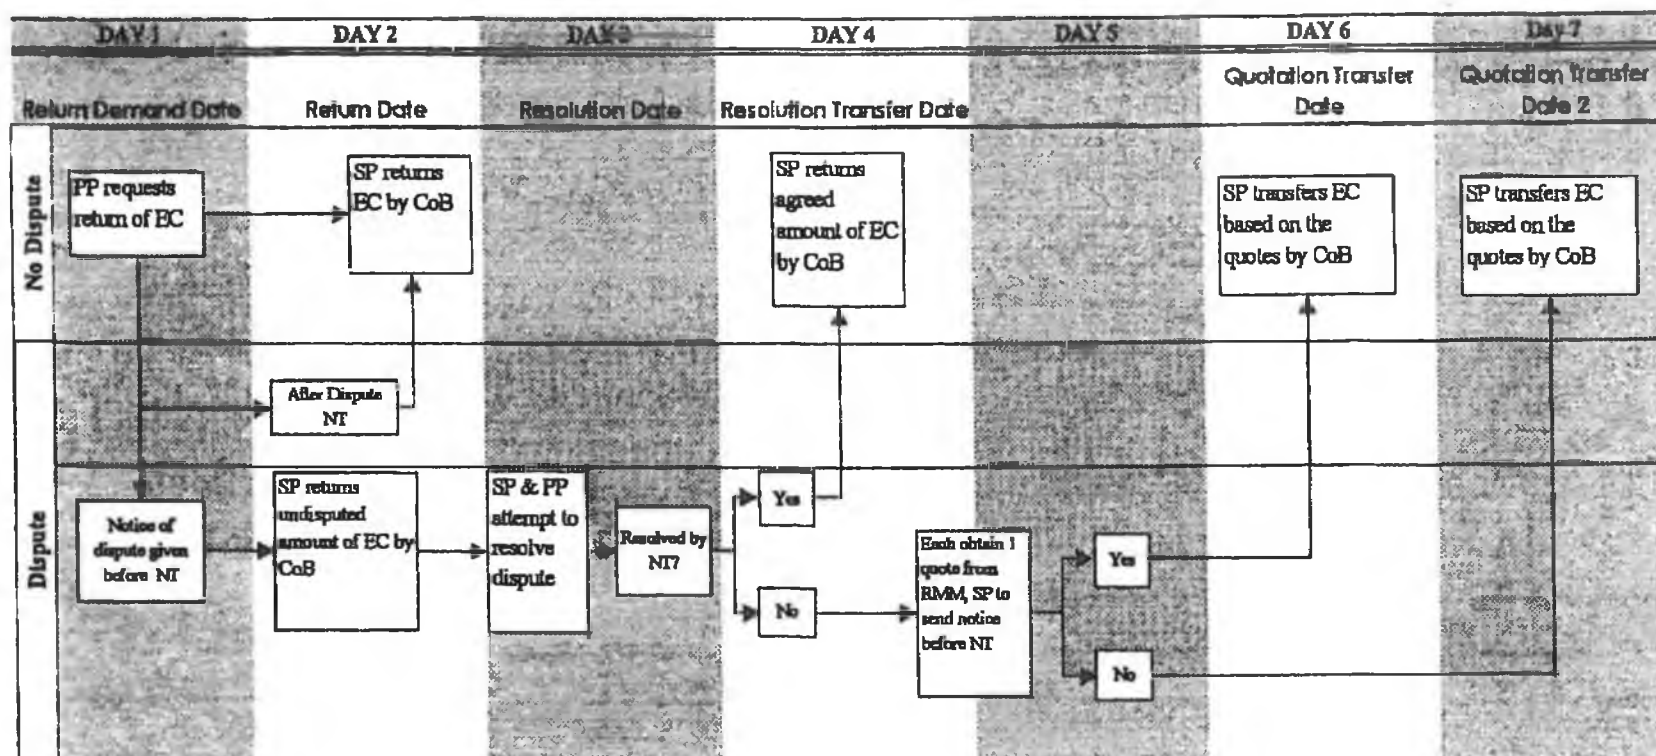 DAY 1
DAY 2
DAY 3
DAY 4
DAY 5
DAY 6
Day 7
Return Demand Date
Return Date
Resolution Date
Resolution Transfer Date
Quotation Transfer
Date
Quotation Transfer
Date 2
No Dispute
PP requests
return of EC
SP returns
EC by CoB
SP returns
agreed
amount of EC
by CoB
SP transfers EC
based on the
quotes by CoB
SP transfers EC
based on the
quotes by CoB
After Dispute
NT
Dispute
Notice of
dispute given
before NT
SP returns
undisputed
amount of EC by
CoB
SP & PP
attempt to
resolve
dispute
Resolved by
NT?
Yes
No
Each obtain 1
quote from
RMM, SP to
send notice
before NT
Yes
No